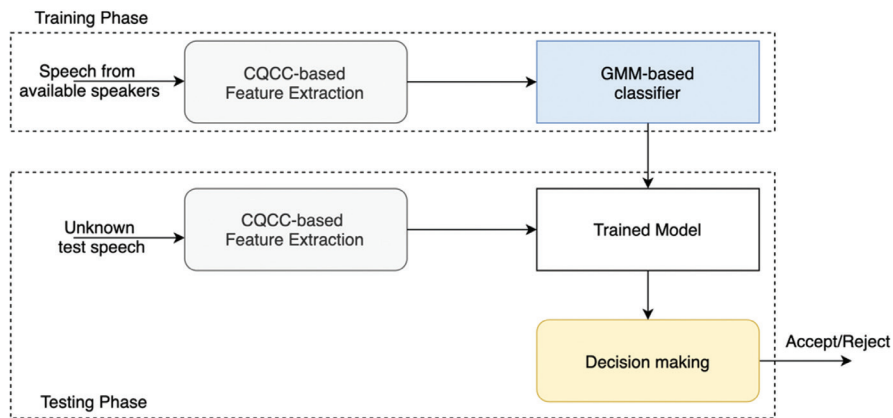 Training Phase
Speech from
available speakers
CQCC-based
Feature Extraction
GMM-based
classifier
Unknown
test speech
CQCC-based
Feature Extraction
Trained Model
Decision making
Accept/Reject
Testing Phase